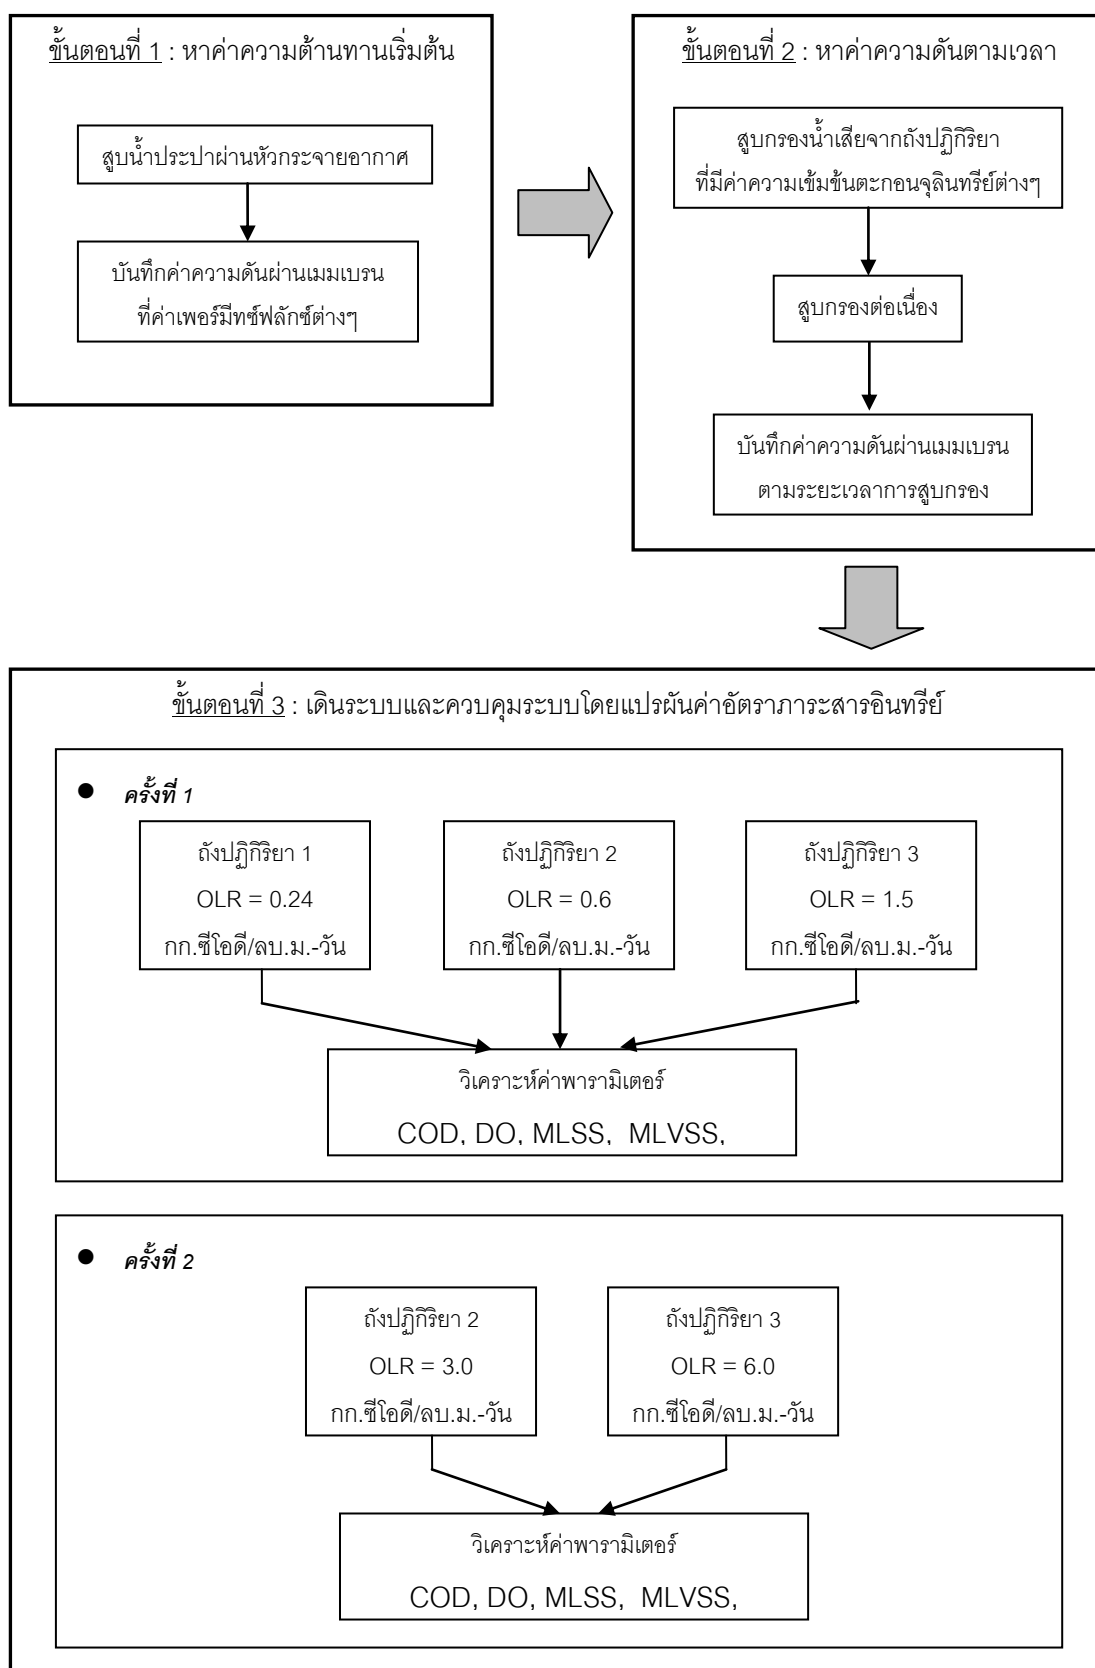 ขั้นตอนที่ 1 : หาค่าความต้านทานเริ่มต้น
สูบน้ำประปาผ่านหัวกระจายอากาศ
บันทึกค่าความดันผ่านเมมเบรน
ที่ค่าเพอร์มีทซ์ฟลักซ์ต่างๆ
ขั้นตอนที่ 2 : หาค่าความดันตามเวลา
สูบกรองน้ำเสียจากถังปฏิกิริยา
ที่มีค่าความเข้มข้นตะกอนจุลินทรีย์ต่างๆ
สูบกรองต่อเนื่อง
บันทึกค่าความดันผ่านเมมเบรน
ตามระยะเวลาการสูบกรอง
ขั้นตอนที่ 3 : เดินระบบและควบคุมระบบโดยแปรผันค่าอัตราภาระสารอินทรีย์
● ครั้งที่ 1
ถังปฏิกิริยา 1
OLR = 0.24
กก.ซีโอดี/ลบ.ม.-วัน
ถังปฏิกิริยา 2
OLR = 0.6
กก.ซีโอดี/ลบ.ม.-วัน
ถังปฏิกิริยา 3
OLR = 1.5
กก.ซีโอดี/ลบ.ม.-วัน
วิเคราะห์ค่าพารามิเตอร์
COD, DO, MLSS, MLVSS,
● ครั้งที่ 2
ถังปฏิกิริยา 2
OLR = 3.0
กก.ซีโอดี/ลบ.ม.-วัน
ถังปฏิกิริยา 3
OLR = 6.0
กก.ซีโอดี/ลบ.ม.-วัน
วิเคราะห์ค่าพารามิเตอร์
COD, DO, MLSS, MLVSS,